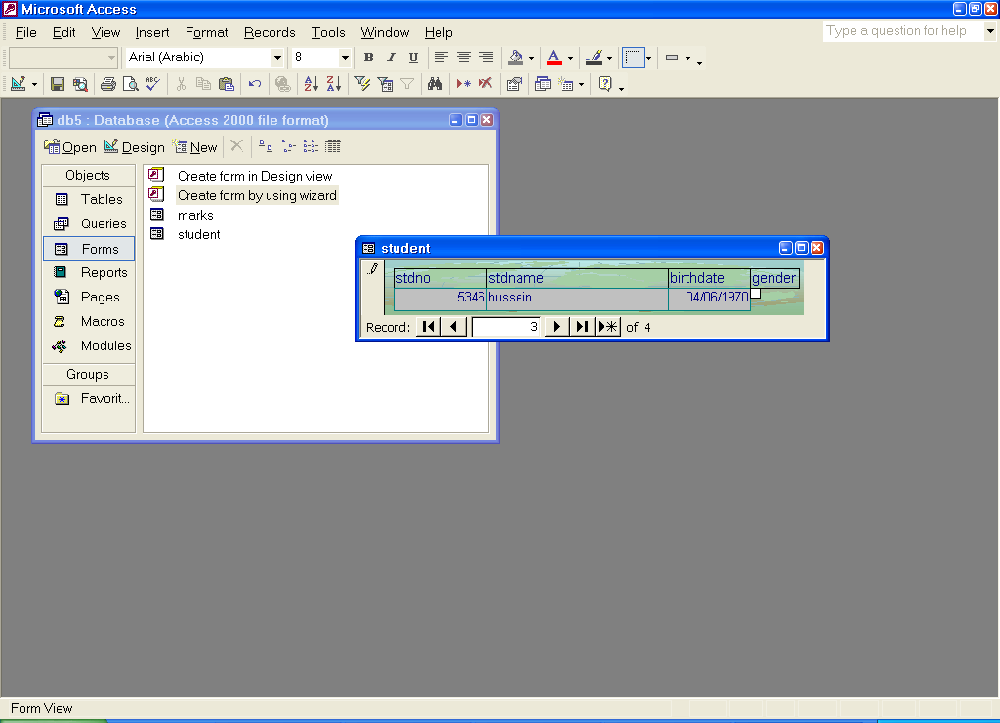 Microsoft Access
File Edit View Insert Format Records Tools Window Help
Type a question for help
Arial (Arabic) 8 B I U A
db5 : Database (Access 2000 file format)
Open Design New
Objects
Tables
Queries
Forms
Reports
Pages
Macros
Modules
Groups
Favorit...
Create form in Design view
Create form by using wizard
marks
student
student
stdno stdname birthdate gender
5346 hussein 04/06/1970
Record: 3 of 4
Form View